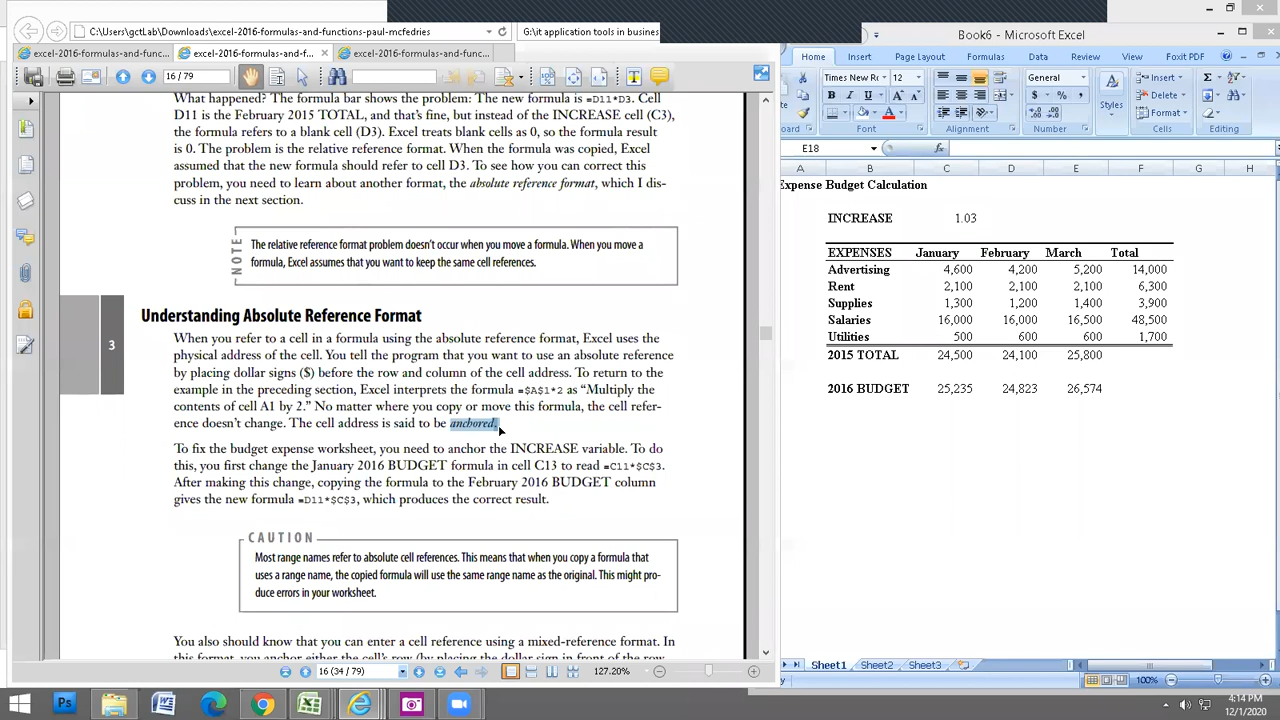 C:\Users\gctLab\Downloads\excel-2016-formulas-and-functions-paul-mcfedries
G:\it application tools in busines
Book6 - Microsoft Excel
excel-2016-formulas-and-func...
excel-2016-formulas-and-f...
excel-2016-formulas-and-func...
Home Insert Page Layout Formulas Data Review View Foxit PDF
16 / 79
Times New Ro 12
General
Insert
Delete
Format
Styles
Font
Alignment
Number
Cells
Editing
E18
fx
A B C D E F G H
What happened? The formula bar shows the problem: The new formula is =D11*D3. Cell
D11 is the February 2015 TOTAL, and that's fine, but instead of the INCREASE cell (C3),
the formula refers to a blank cell (D3). Excel treats blank cells as 0, so the formula result
is 0. The problem is the relative reference format. When the formula was copied, Excel
assumed that the new formula should refer to cell D3. To see how you can correct this
problem, you need to learn about another format, the absolute reference format, which I dis-
cuss in the next section.
NOTE
The relative reference format problem doesn't occur when you move a formula. When you move a
formula, Excel assumes that you want to keep the same cell references.
3
Understanding Absolute Reference Format
When you refer to a cell in a formula using the absolute reference format, Excel uses the
physical address of the cell. You tell the program that you want to use an absolute reference
by placing dollar signs ($) before the row and column of the cell address. To return to the
example in the preceding section, Excel interprets the formula =$A$1*2 as “Multiply the
contents of cell A1 by 2.” No matter where you copy or move this formula, the cell refer-
ence doesn't change. The cell address is said to be anchored.
To fix the budget expense worksheet, you need to anchor the INCREASE variable. To do
this, you first change the January 2016 BUDGET formula in cell C13 to read =C11*$C$3.
After making this change, copying the formula to the February 2016 BUDGET column
gives the new formula =D11*$C$3, which produces the correct result.
CAUTION
Most range names refer to absolute cell references. This means that when you copy a formula that
uses a range name, the copied formula will use the same range name as the original. This might pro-
duce errors in your worksheet.
You also should know that you can enter a cell reference using a mixed-reference format. In
this format, you anchor either the cell's row (by placing the dollar sign in front of the row
Expense Budget Calculation
INCREASE 1.03
EXPENSES January February March Total
Advertising 4,600 4,200 5,200 14,000
Rent 2,100 2,100 2,100 6,300
Supplies 1,300 1,200 1,400 3,900
Salaries 16,000 16,000 16,500 48,500
Utilities 500 600 600 1,700
2015 TOTAL 24,500 24,100 25,800
2016 BUDGET 25,235 24,823 26,574
16 (34 / 79)
127.20%
Sheet1 Sheet2 Sheet3
100%
4:14 PM
12/1/2020